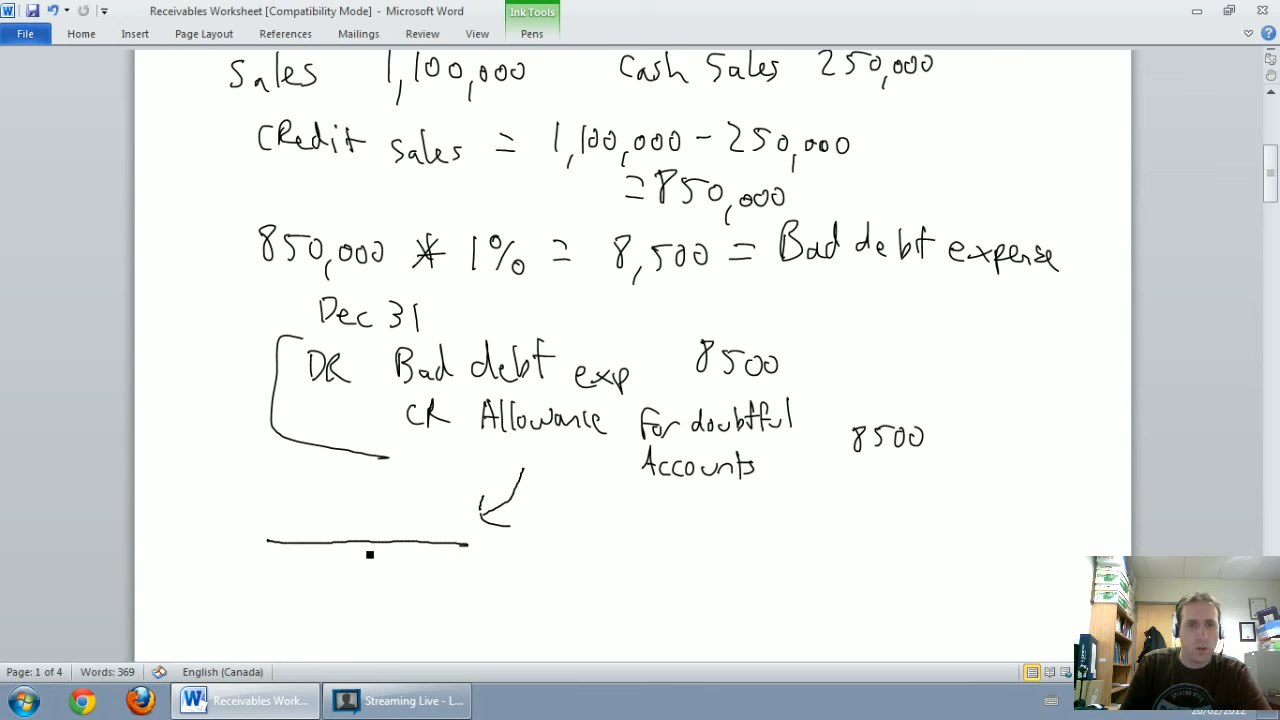 Receivables Worksheet [Compatibility Mode] - Microsoft Word
Ink Tools
File Home Insert Page Layout References Mailings Review View Pens
Sales 1,100,000 Cash Sales 250,000
CRedit sales = 1,100,000 - 250,000
= 850,000
850,000 * 1% = 8,500 = Bad debt expense
Dec 31
DR Bad debt exp 8500
CR Allowance For doubtful
Accounts 8500
Page: 1 of 4 Words: 369 English (Canada)
Receivables Work... Streaming Live - L...
20/02/2012